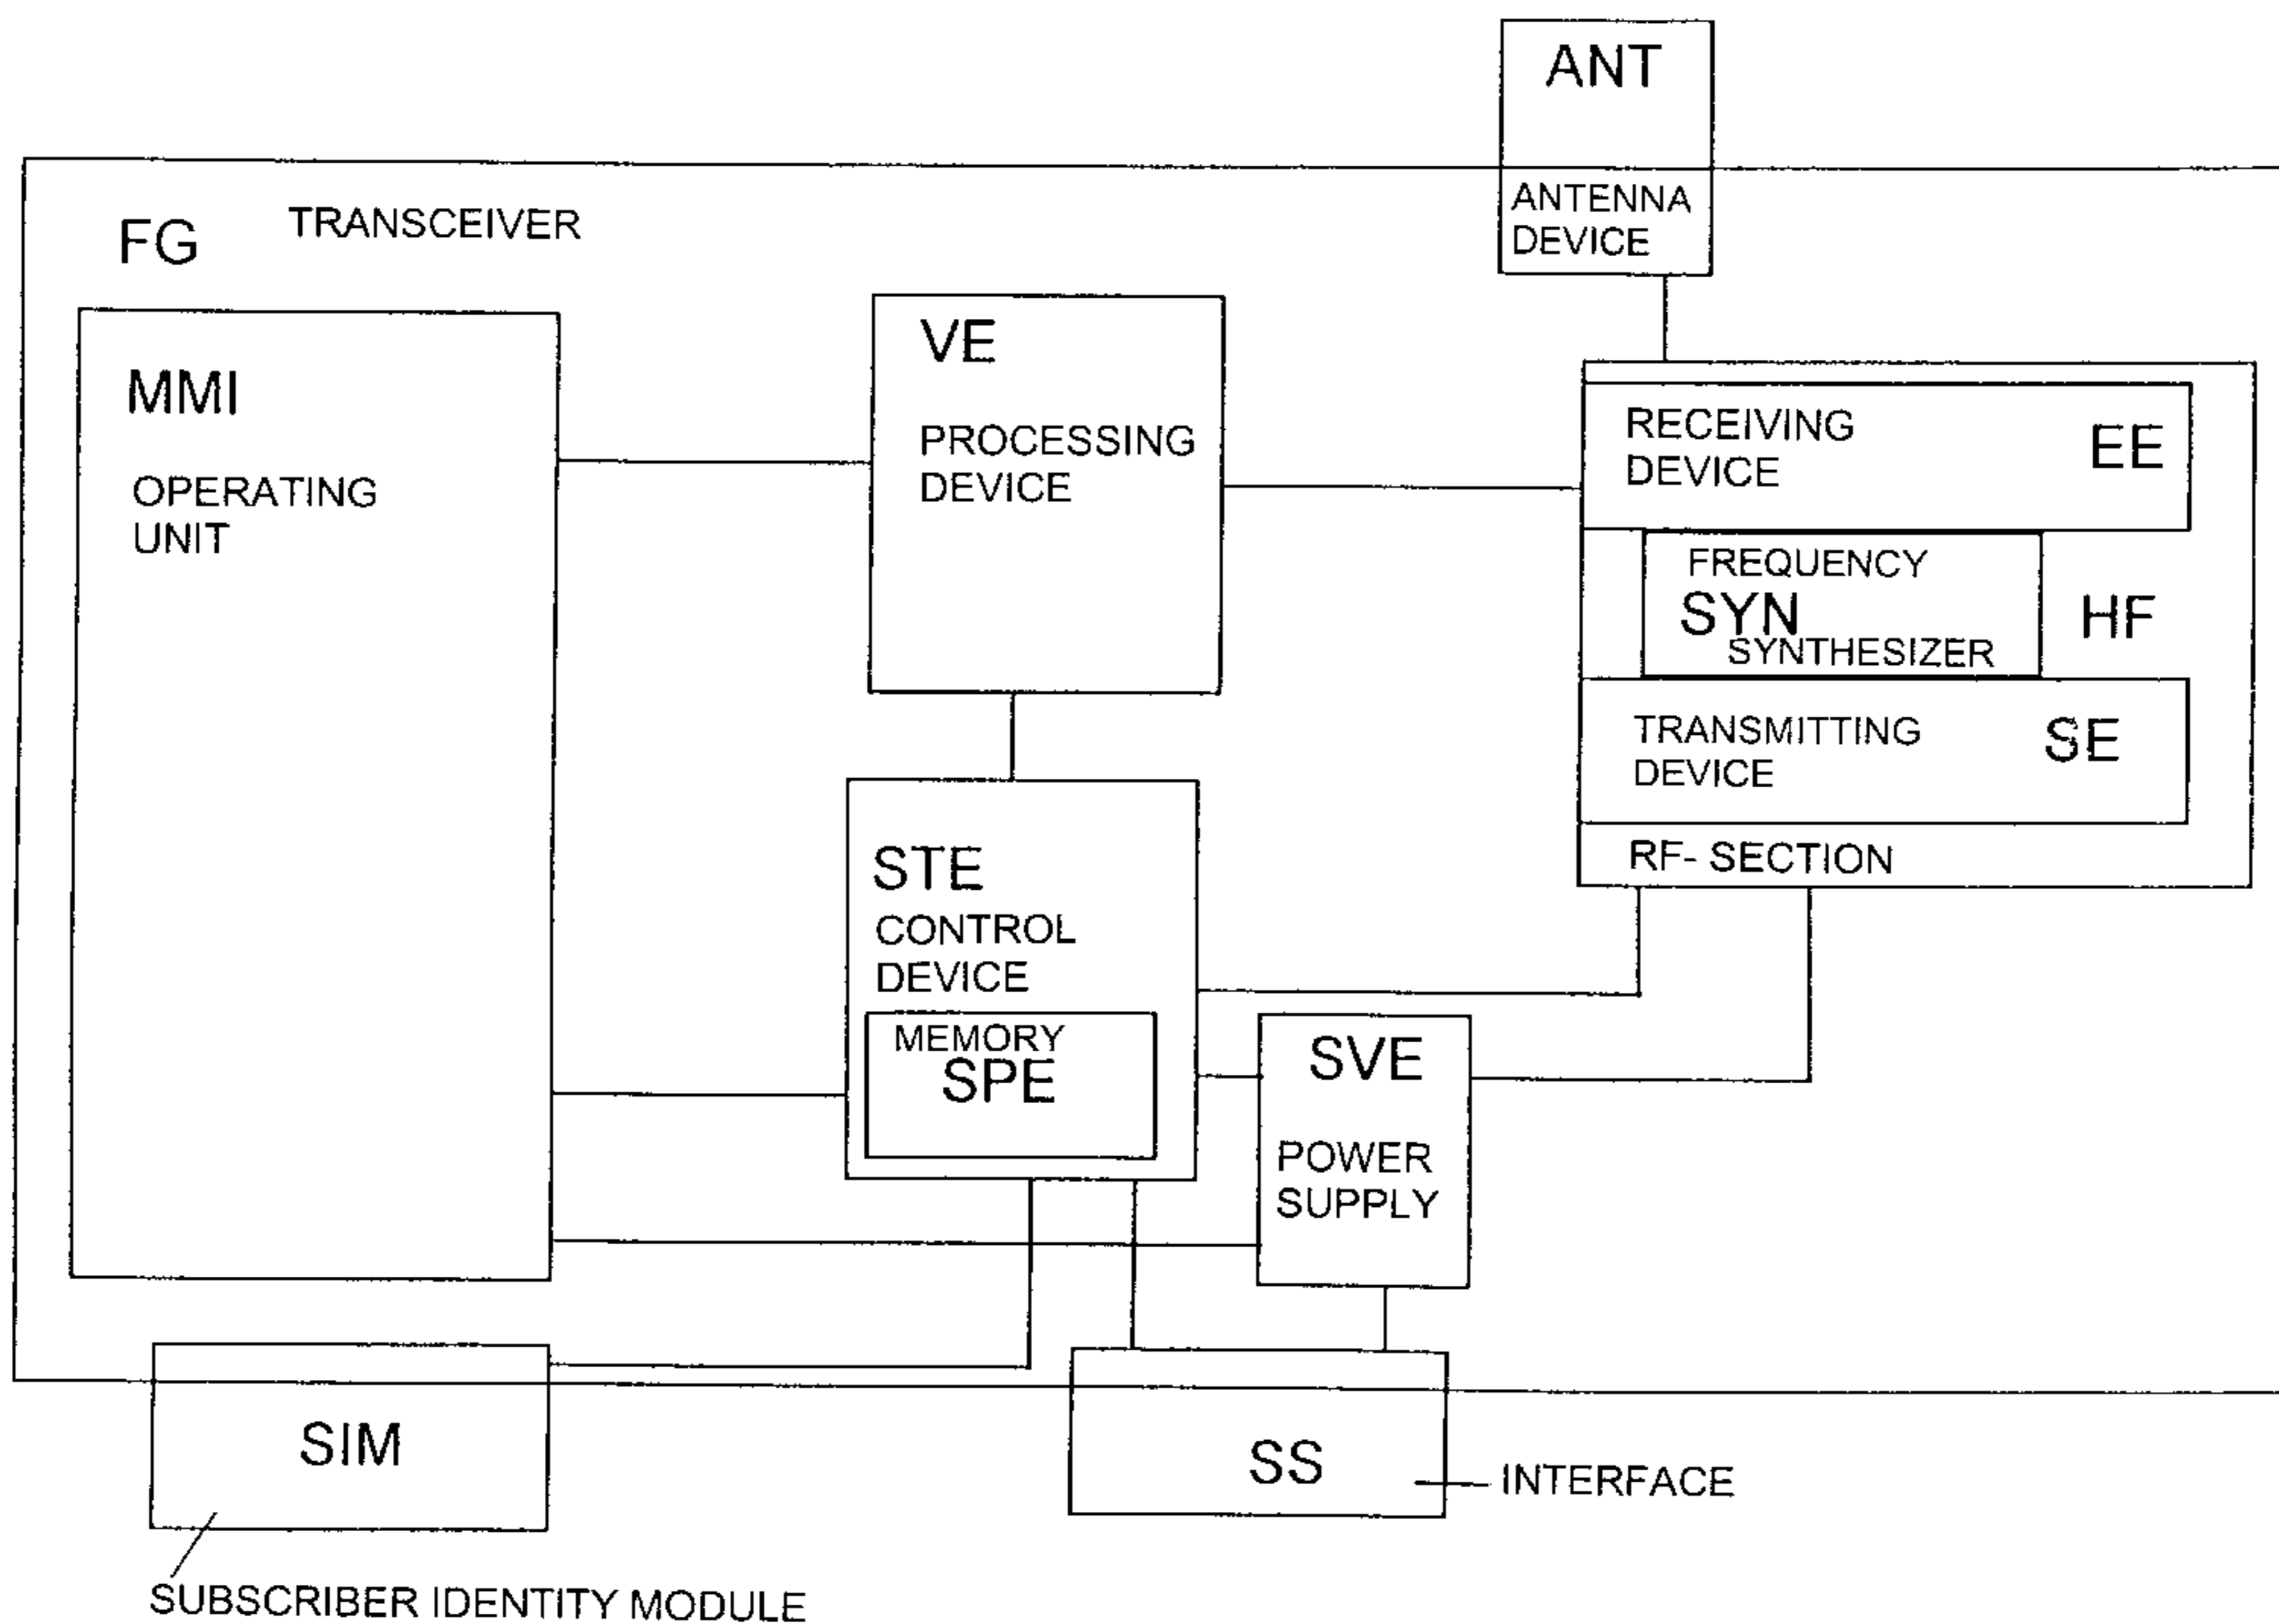 ANT
ANTENNA
DEVICE
FG TRANSCEIVER
MMI
OPERATING
UNIT
VE
PROCESSING
DEVICE
RECEIVING
DEVICE
EE
FREQUENCY
SYN
SYNTHESIZER
HF
TRANSMITTING
DEVICE
SE
RF- SECTION
STE
CONTROL
DEVICE
MEMORY
SPE
SVE
POWER
SUPPLY
SIM
SS
INTERFACE
SUBSCRIBER IDENTITY MODULE